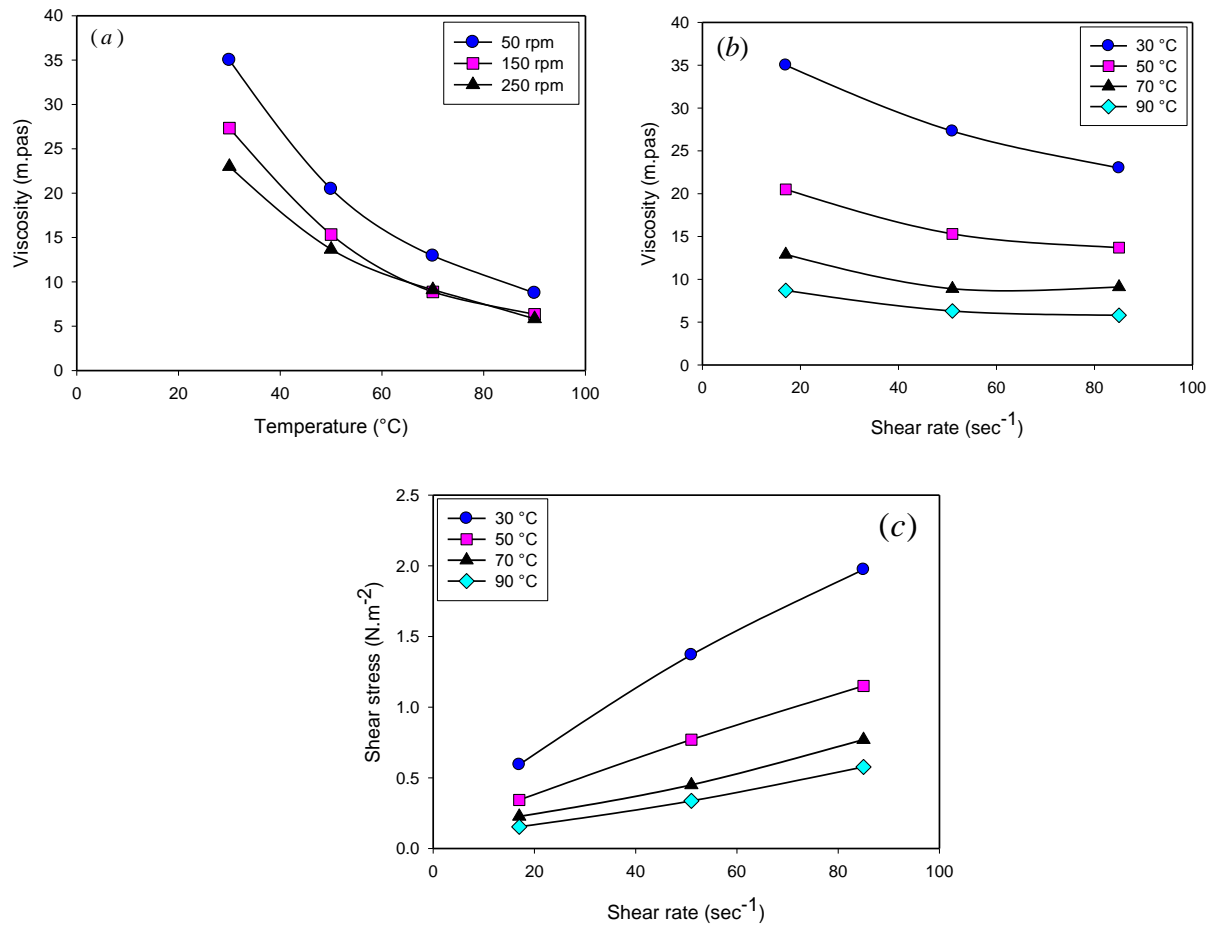 (a)
50 rpm
150 rpm
250 rpm
Viscosity (m.pas)
40
35
30
25
20
15
10
5
0
0 20 40 60 80 100
Temperature (°C)
(b)
30 °C
50 °C
70 °C
90 °C
Viscosity (m.pas)
40
35
30
25
20
15
10
5
0
0 20 40 60 80 100
Shear rate (sec-1)
(c)
30 °C
50 °C
70 °C
90 °C
Shear stress (N.m-2)
2.5
2.0
1.5
1.0
0.5
0.0
0 20 40 60 80 100
Shear rate (sec-1)